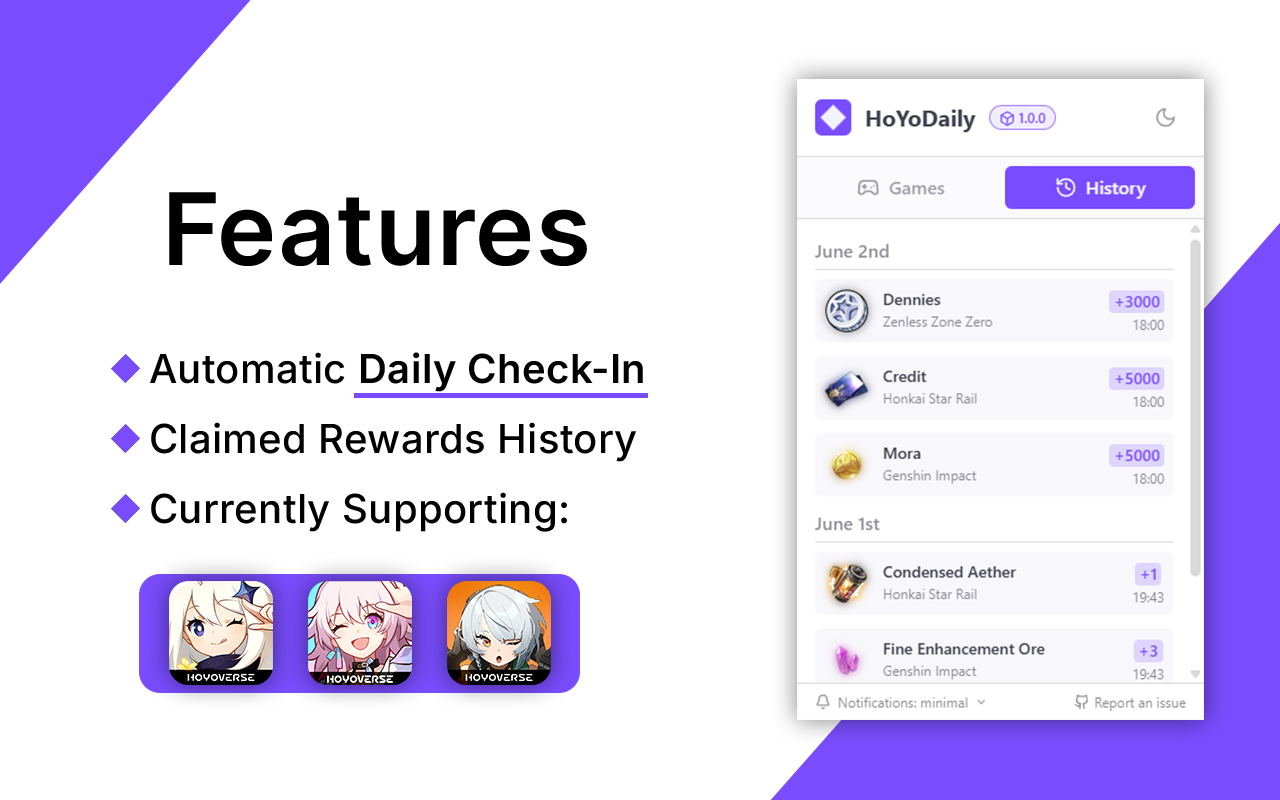 Features
Automatic Daily Check-In
Claimed Rewards History
Currently Supporting:
HOYOVERSE
HOYOVERSE
HOYOVERSE
HoYoDaily
1.0.0
Games
History
June 2nd
Dennies
+3000
Zenless Zone Zero
18:00
Credit
+5000
Honkai Star Rail
18:00
Mora
+5000
Genshin Impact
18:00
June 1st
Condensed Aether
+1
Honkai Star Rail
19:43
Fine Enhancement Ore
+3
Genshin Impact
19:43
Notifications: minimal
Report an issue